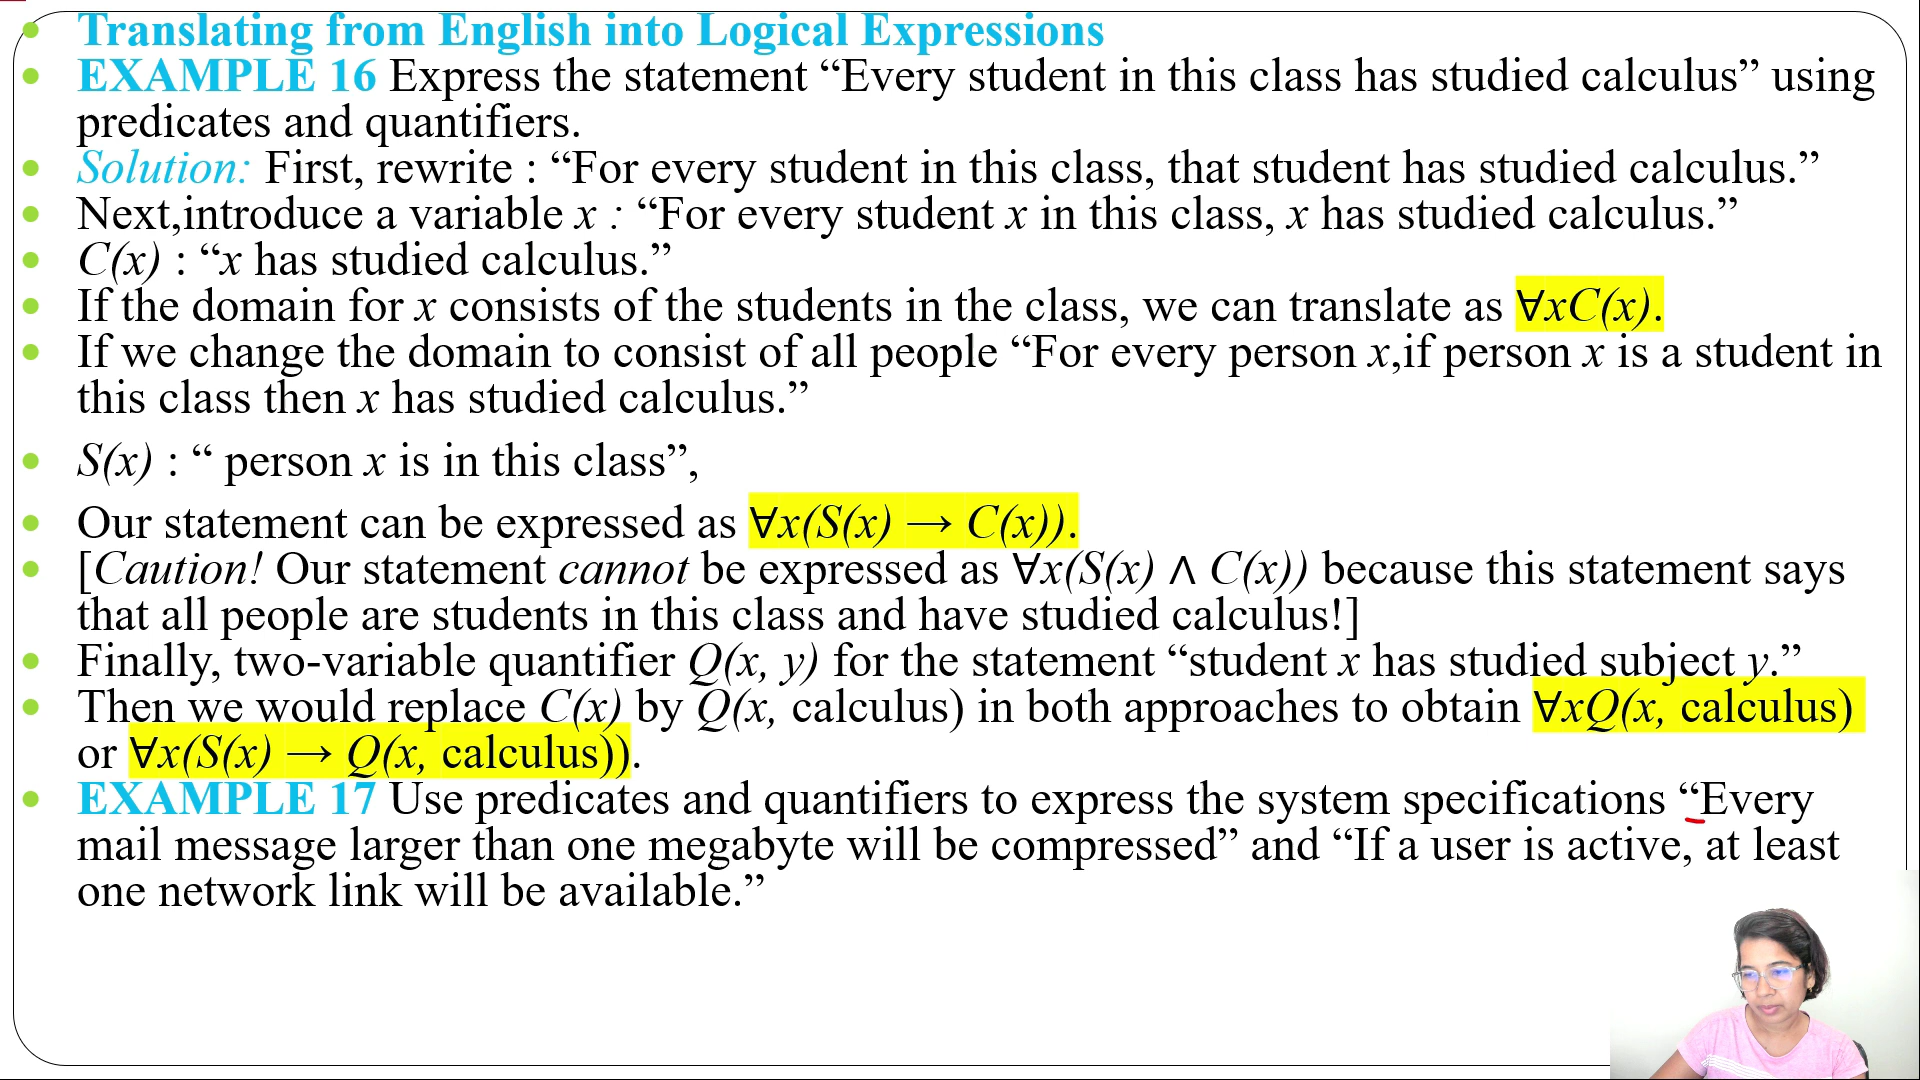 Translating from English into Logical Expressions
EXAMPLE 16 Express the statement “Every student in this class has studied calculus” using
predicates and quantifiers.
Solution: First, rewrite : “For every student in this class, that student has studied calculus.”
Next,introduce a variable x : “For every student x in this class, x has studied calculus.”
C(x) : “x has studied calculus.”
If the domain for x consists of the students in the class, we can translate as ∀xC(x).
If we change the domain to consist of all people “For every person x,if person x is a student in
this class then x has studied calculus.”
S(x) : “ person x is in this class”,
Our statement can be expressed as ∀x(S(x) → C(x)).
[Caution! Our statement cannot be expressed as ∀x(S(x) ∧ C(x)) because this statement says
that all people are students in this class and have studied calculus!]
Finally, two-variable quantifier Q(x, y) for the statement “student x has studied subject y.”
Then we would replace C(x) by Q(x, calculus) in both approaches to obtain ∀xQ(x, calculus)
or ∀x(S(x) → Q(x, calculus)).
EXAMPLE 17 Use predicates and quantifiers to express the system specifications “Every
mail message larger than one megabyte will be compressed” and “If a user is active, at least
one network link will be available.”